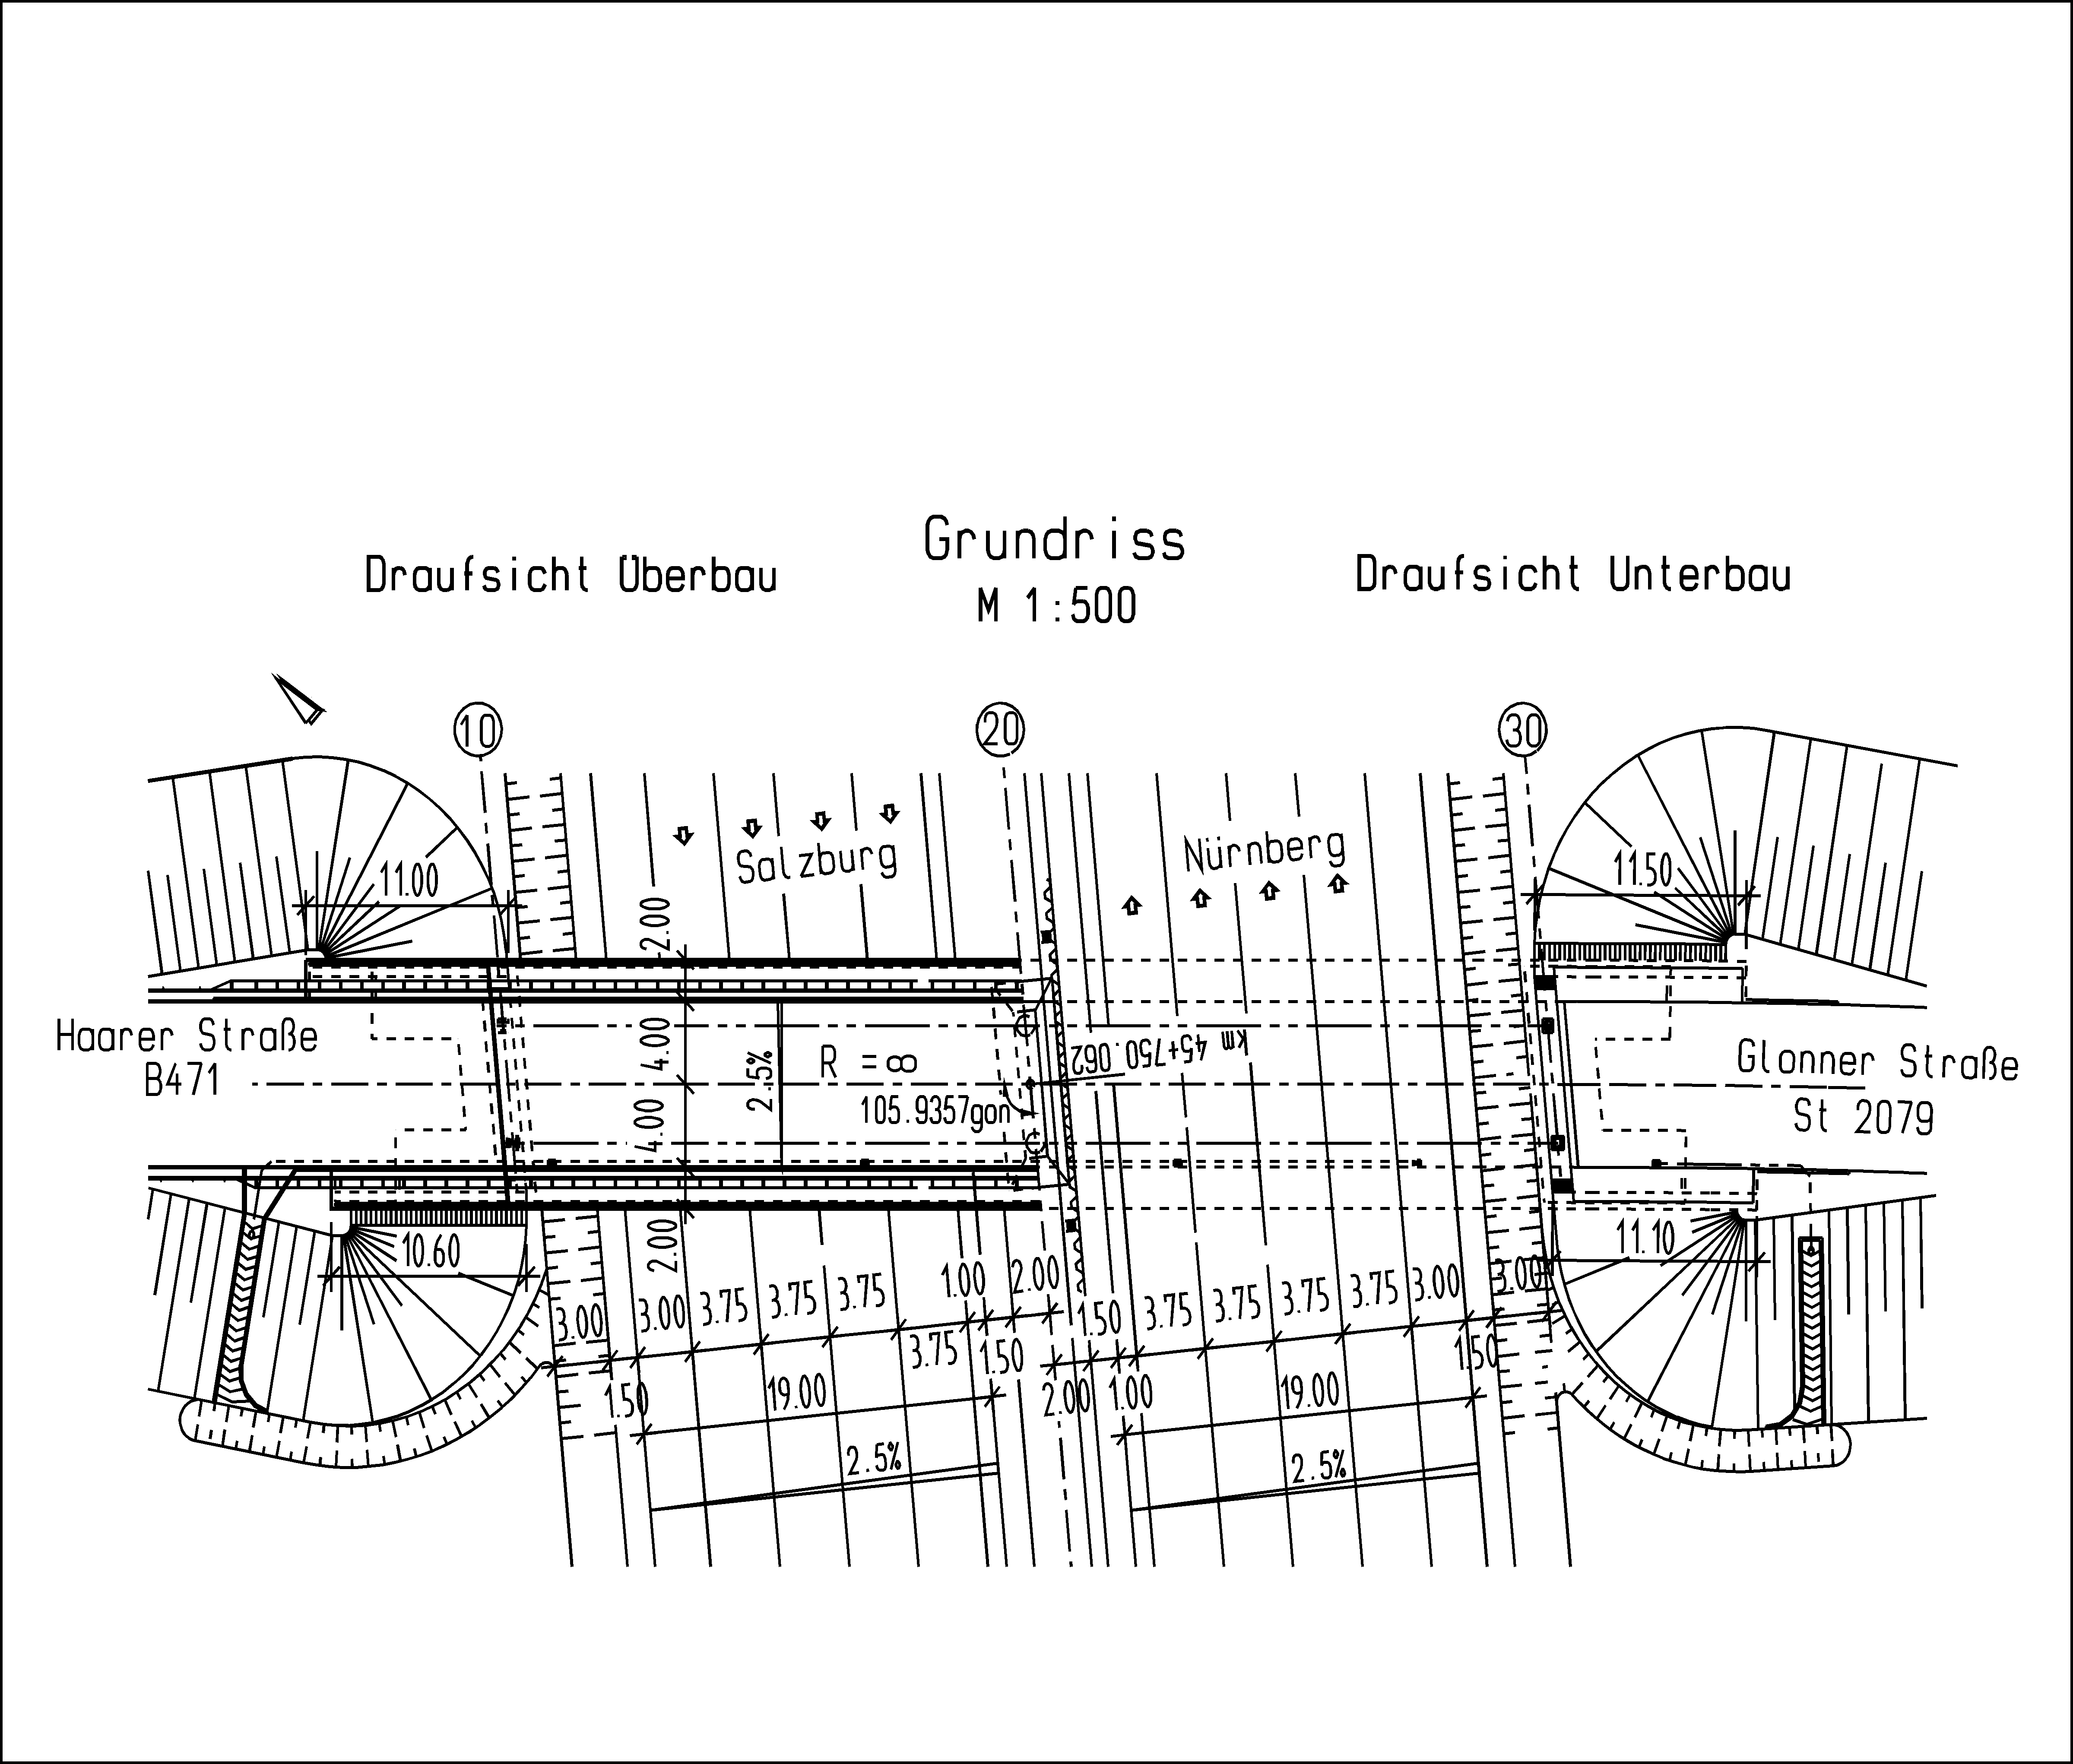 Grundriss
M 1:500
Draufsicht Überbau
Draufsicht Unterbau
10
20
30
Salzburg
Nürnberg
11.00
11.50
2.00
4.00
4.00
2.00
2.5%
R = ∞
105.9357gon
km 45+750.062
Haarer Straße
B471
Glonner Straße
St 2079
10.60
11.10
3.00
1.50
3.00
3.75
3.75
3.75
3.75
1.00
1.50
2.00
2.00
1.50
1.00
3.75
3.75
3.75
3.75
3.00
1.50
3.00
19.00
19.00
2.5%
2.5%